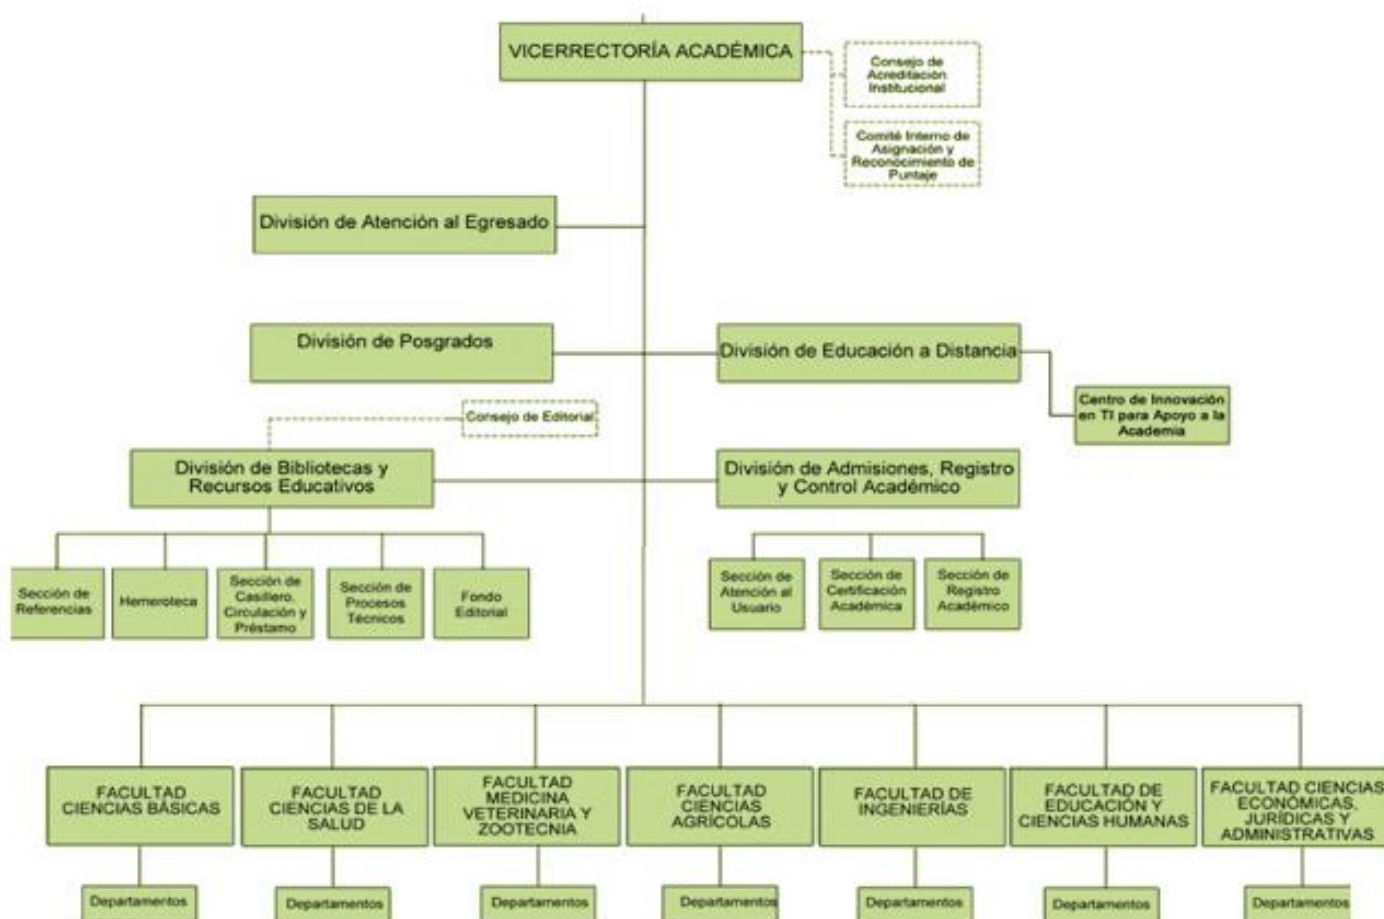 VICERRECTORÍA ACADÉMICA
Consejo de
Acreditación
Institucional
Comité Interno de
Asignación y
Reconocimiento de
Puntaje
División de Atención al Egresado
División de Posgrados
División de Educación a Distancia
Centro de Innovación
en TI para Apoyo a la
Academia
Consejo de Editorial
División de Bibliotecas y
Recursos Educativos
División de Admisiones, Registro
y Control Académico
Sección de
Referencias
Hemeroteca
Sección de
Casillero,
Circulación y
Préstamo
Sección de
Procesos
Técnicos
Fondo
Editorial
Sección de
Atención al
Usuario
Sección de
Certificación
Académica
Sección de
Registro
Académico
FACULTAD
CIENCIAS BÁSICAS
FACULTAD
CIENCIAS DE LA
SALUD
FACULTAD
MEDICINA
VETERINARIA Y
ZOOTECNIA
FACULTAD
CIENCIAS
AGRÍCOLAS
FACULTAD DE
INGENIERÍAS
FACULTAD DE
EDUCACIÓN Y
CIENCIAS HUMANAS
FACULTAD CIENCIAS
ECONÓMICAS,
JURÍDICAS Y
ADMINISTRATIVAS
Departamentos
Departamentos
Departamentos
Departamentos
Departamentos
Departamentos
Departamentos